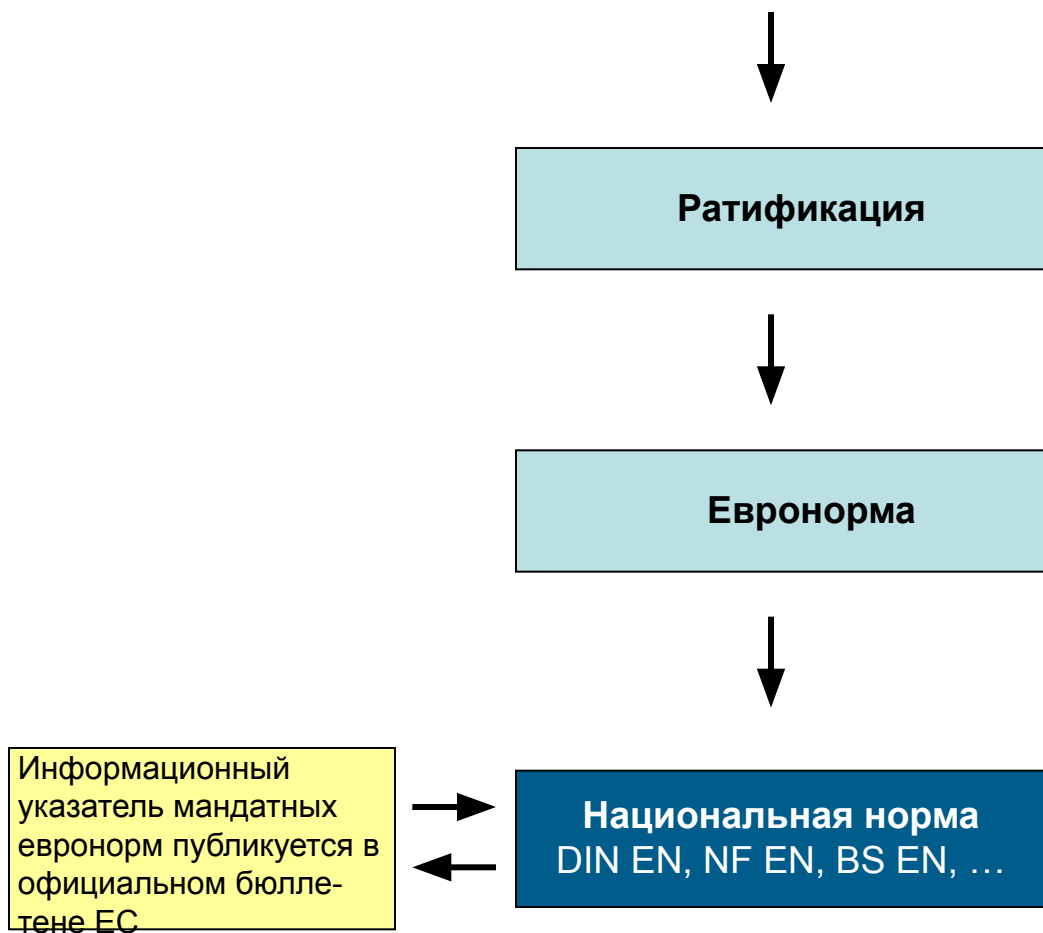 Ратификация
Евронорма
Информационный
указатель мандатных
евронорм публикуется в
официальном бюлле-
тене ЕС
Национальная норма
DIN EN, NF EN, BS EN, …